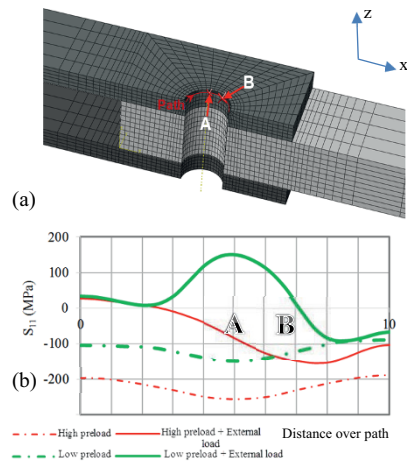 z
x
B
Path
A
(a)
200
100
0
-100
-200
S11 (MPa)
0
10
A
B
(b)
High preload
High preload + External load
Distance over path
Low preload
Low preload + External load